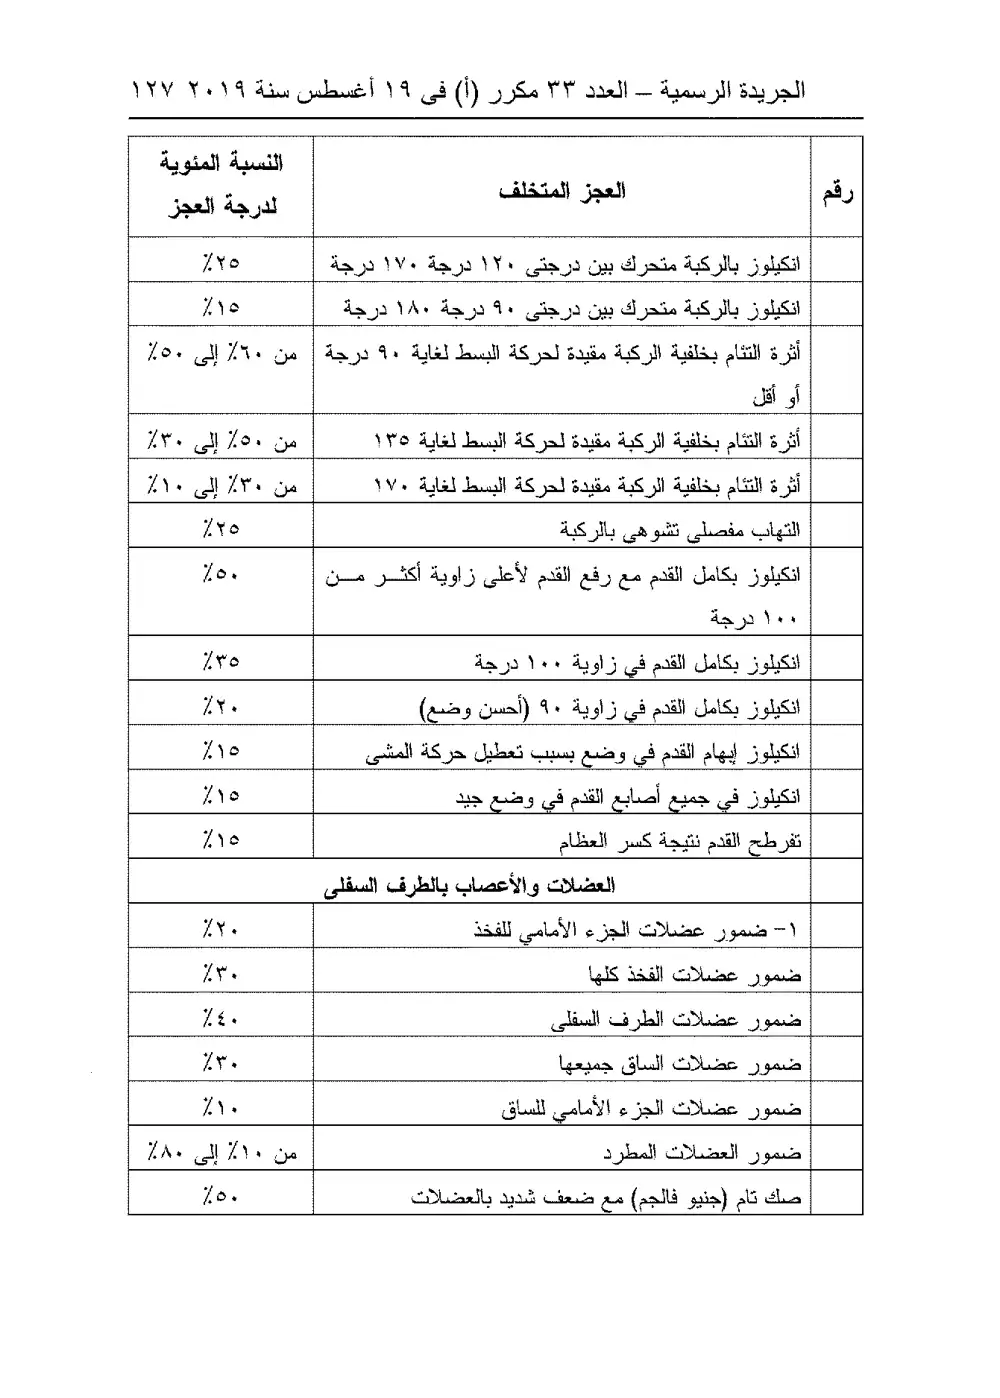 الجريدة الرسمية – العدد ٣٣ مكرر (أ) فى ١٩ أغسطس سنة ٢٠١٩ ١٢٧
رقم العجز المتخلف النسبة المئوية
لدرجة العجز
انكيلوز بالركبة متحرك بين درجتى ١٢٠ درجة ١٧٠ درجة ٢٥٪
انكيلوز بالركبة متحرك بين درجتى ٩٠ درجة ١٨٠ درجة ١٥٪
أثرة التئام بخلفية الركبة مقيدة لحركة البسط لغاية ٩٠ درجة من ٦٠٪ إلى ٥٠٪
أو أقل
أثرة التئام بخلفية الركبة مقيدة لحركة البسط لغاية ١٣٥ من ٥٠٪ إلى ٣٠٪
أثرة التئام بخلفية الركبة مقيدة لحركة البسط لغاية ١٧٠ من ٣٠٪ إلى ١٠٪
التهاب مفصلى تشوهى بالركبة ٢٥٪
انكيلوز بكامل القدم مع رفع القدم لأعلى زاوية أكثـــر مـــن ٥٠٪
١٠٠ درجة
انكيلوز بكامل القدم في زاوية ١٠٠ درجة ٣٥٪
انكيلوز بكامل القدم في زاوية ٩٠ (أحسن وضع) ٢٠٪
انكيلوز إبهام القدم في وضع بسبب تعطيل حركة المشى ١٥٪
انكيلوز في جميع أصابع القدم في وضع جيد ١٥٪
تفرطح القدم نتيجة كسر العظام ١٥٪
العضلات والأعصاب بالطرف السفلى
١- ضمور عضلات الجزء الأمامي للفخذ ٢٠٪
ضمور عضلات الفخذ كلها ٣٠٪
ضمور عضلات الطرف السفلى ٤٠٪
ضمور عضلات الساق جميعها ٣٠٪
ضمور عضلات الجزء الأمامي للساق ١٠٪
ضمور العضلات المطرد من ١٠٪ إلى ٨٠٪
صك تام (جنيو فالجم) مع ضعف شديد بالعضلات ٥٠٪